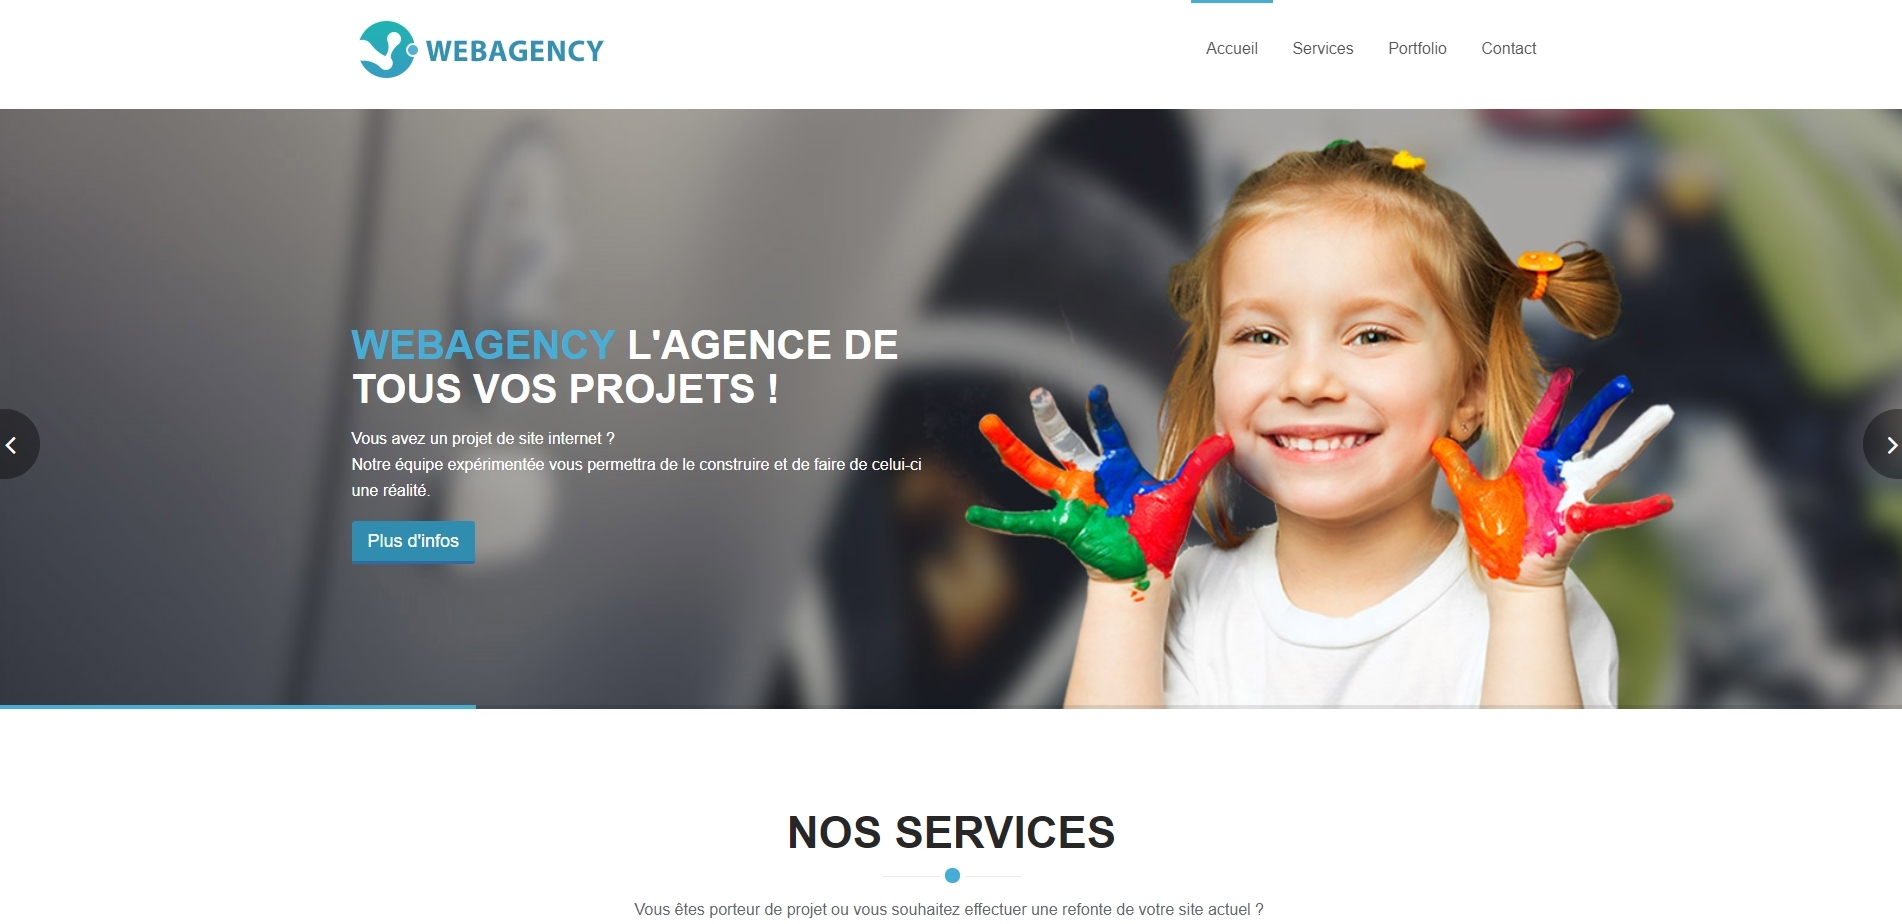 WEBAGENCY
Accueil Services Portfolio Contact
WEBAGENCY L'AGENCE DE
TOUS VOS PROJETS !
Vous avez un projet de site internet ?
Notre équipe expérimentée vous permettra de le construire et de faire de celui-ci
une réalité.
Plus d'infos
NOS SERVICES
Vous êtes porteur de projet ou vous souhaitez effectuer une refonte de votre site actuel ?